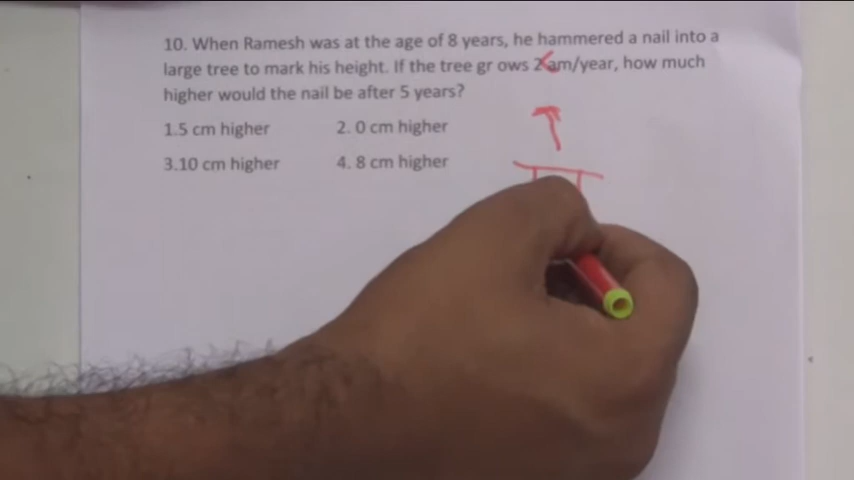 10. When Ramesh was at the age of 8 years, he hammered a nail into a
large tree to mark his height. If the tree gr ows 2 am/year, how much
higher would the nail be after 5 years?
1.5 cm higher 2. 0 cm higher
3.10 cm higher 4. 8 cm higher